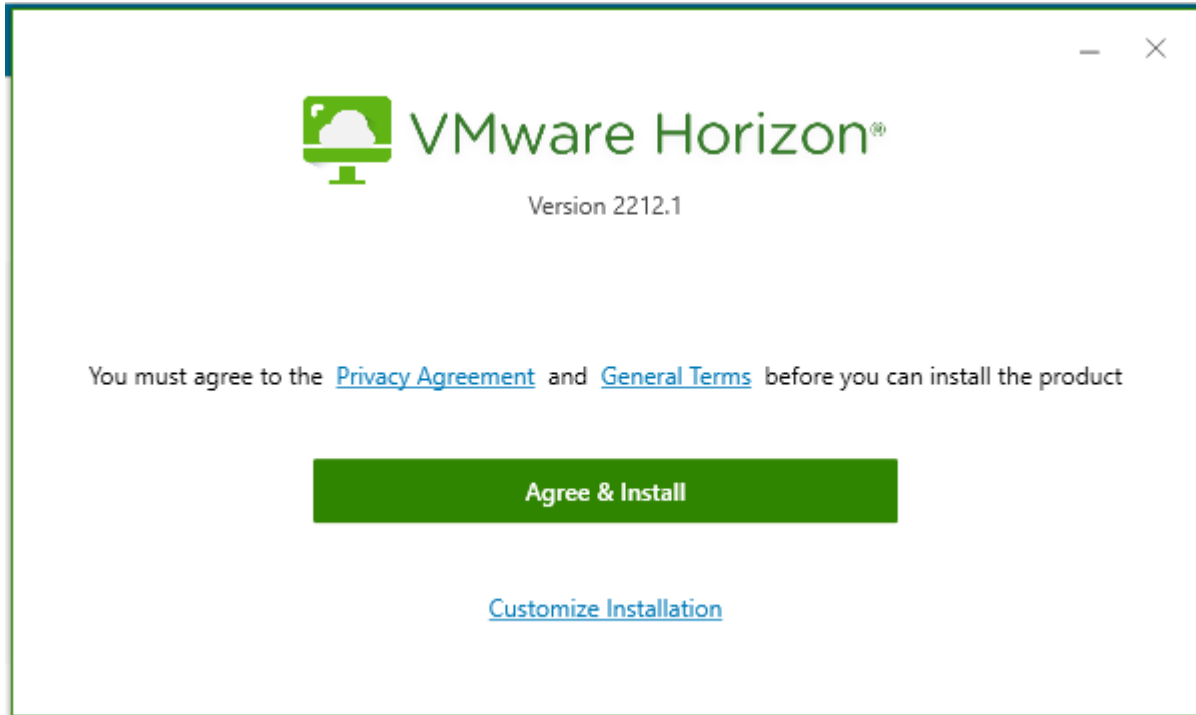 VMware Horizon®
Version 2212.1
You must agree to the Privacy Agreement and General Terms before you can install the product
Agree & Install
Customize Installation